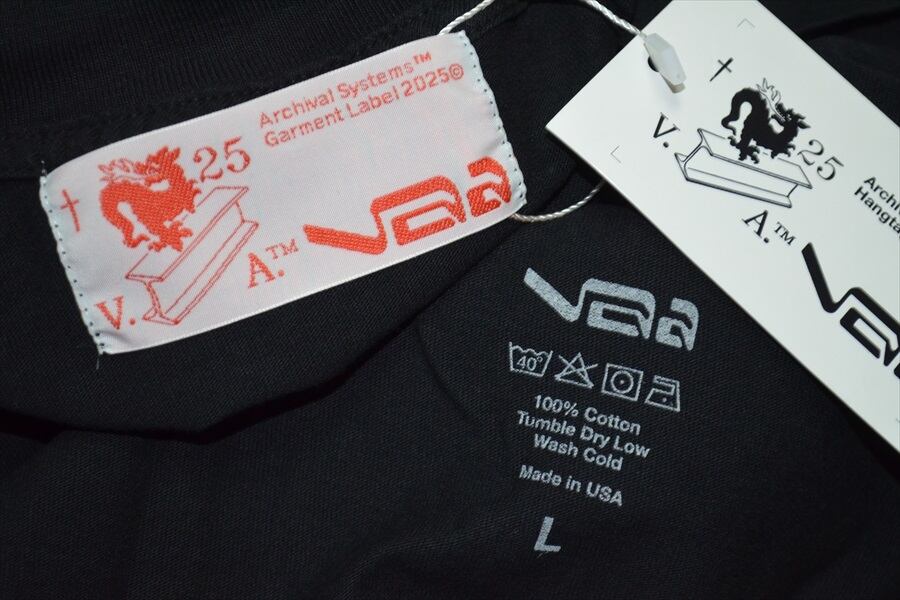 Archival Systems™
Garment Label 2025©
†
25
V.
A.™
vaa
†
V.
25
A.™
vaa
40°
100% Cotton
Tumble Dry Low
Wash Cold
Made in USA
L